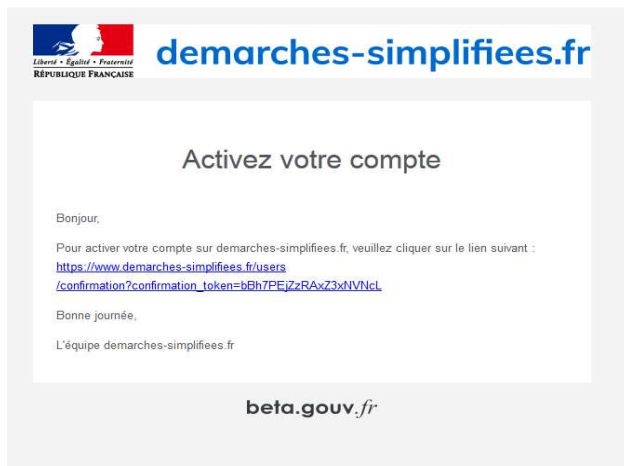 demarches-simplifiees.fr
Liberté • Égalité • Fraternité
RÉPUBLIQUE FRANÇAISE
Activez votre compte
Bonjour,
Pour activer votre compte sur demarches-simplifiees.fr, veuillez cliquer sur le lien suivant :
https://www.demarches-simplifiees.fr/users
/confirmation?confirmation_token=bBh7PEjZzRAxZ3xNVNcL
Bonne journée,
L'équipe demarches-simplifiees.fr
beta.gouv.fr